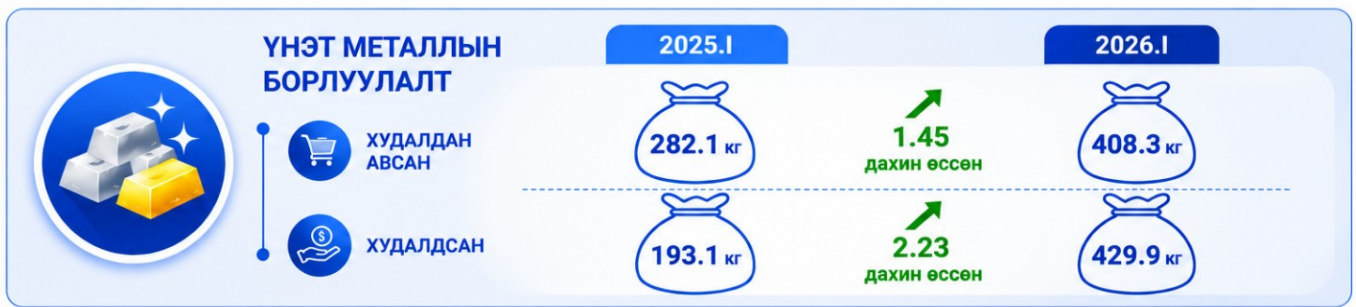 ҮНЭТ МЕТАЛЛЫН
БОРЛУУЛАЛТ
2025.I
2026.I
ХУДАЛДАН
АВСАН
282.1 кг
1.45
дахин өссөн
408.3 кг
ХУДАЛДСАН
193.1 кг
2.23
дахин өссөн
429.9 кг
$